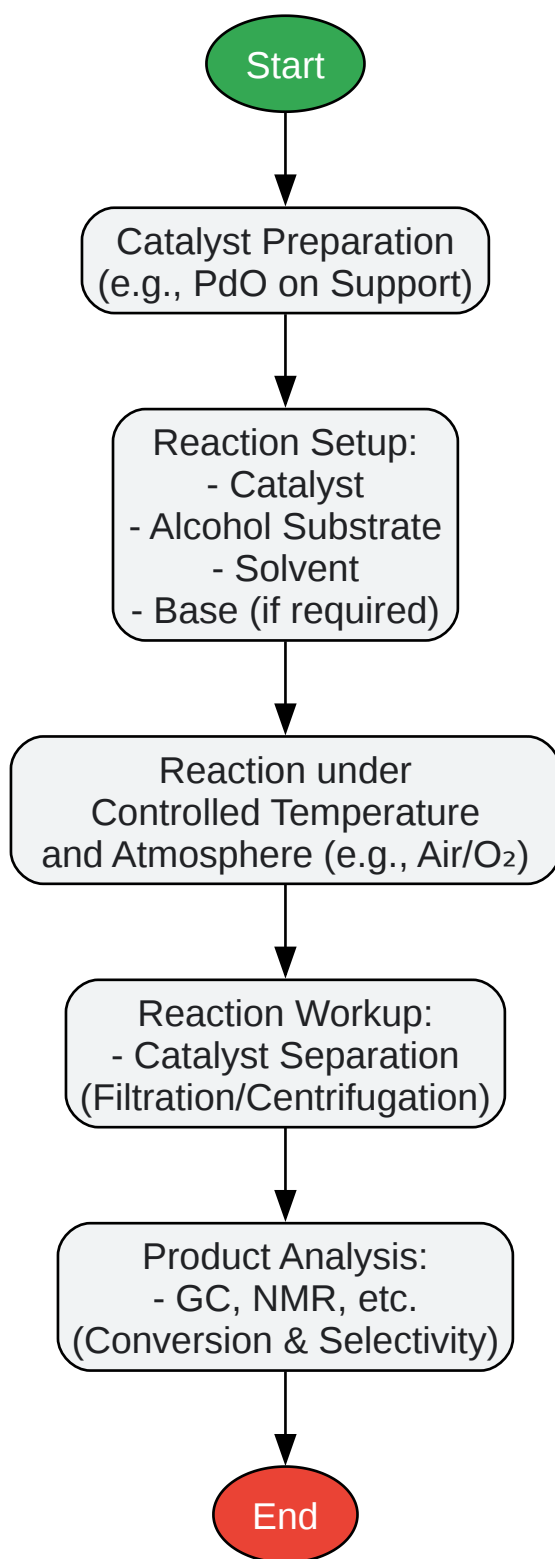 Start
Catalyst Preparation
(e.g., PdO on Support)
Reaction Setup:
- Catalyst
- Alcohol Substrate
- Solvent
- Base (if required)
Reaction under
Controlled Temperature
and Atmosphere (e.g., Air/O₂)
Reaction Workup:
- Catalyst Separation
(Filtration/Centrifugation)
Product Analysis:
- GC, NMR, etc.
(Conversion & Selectivity)
End